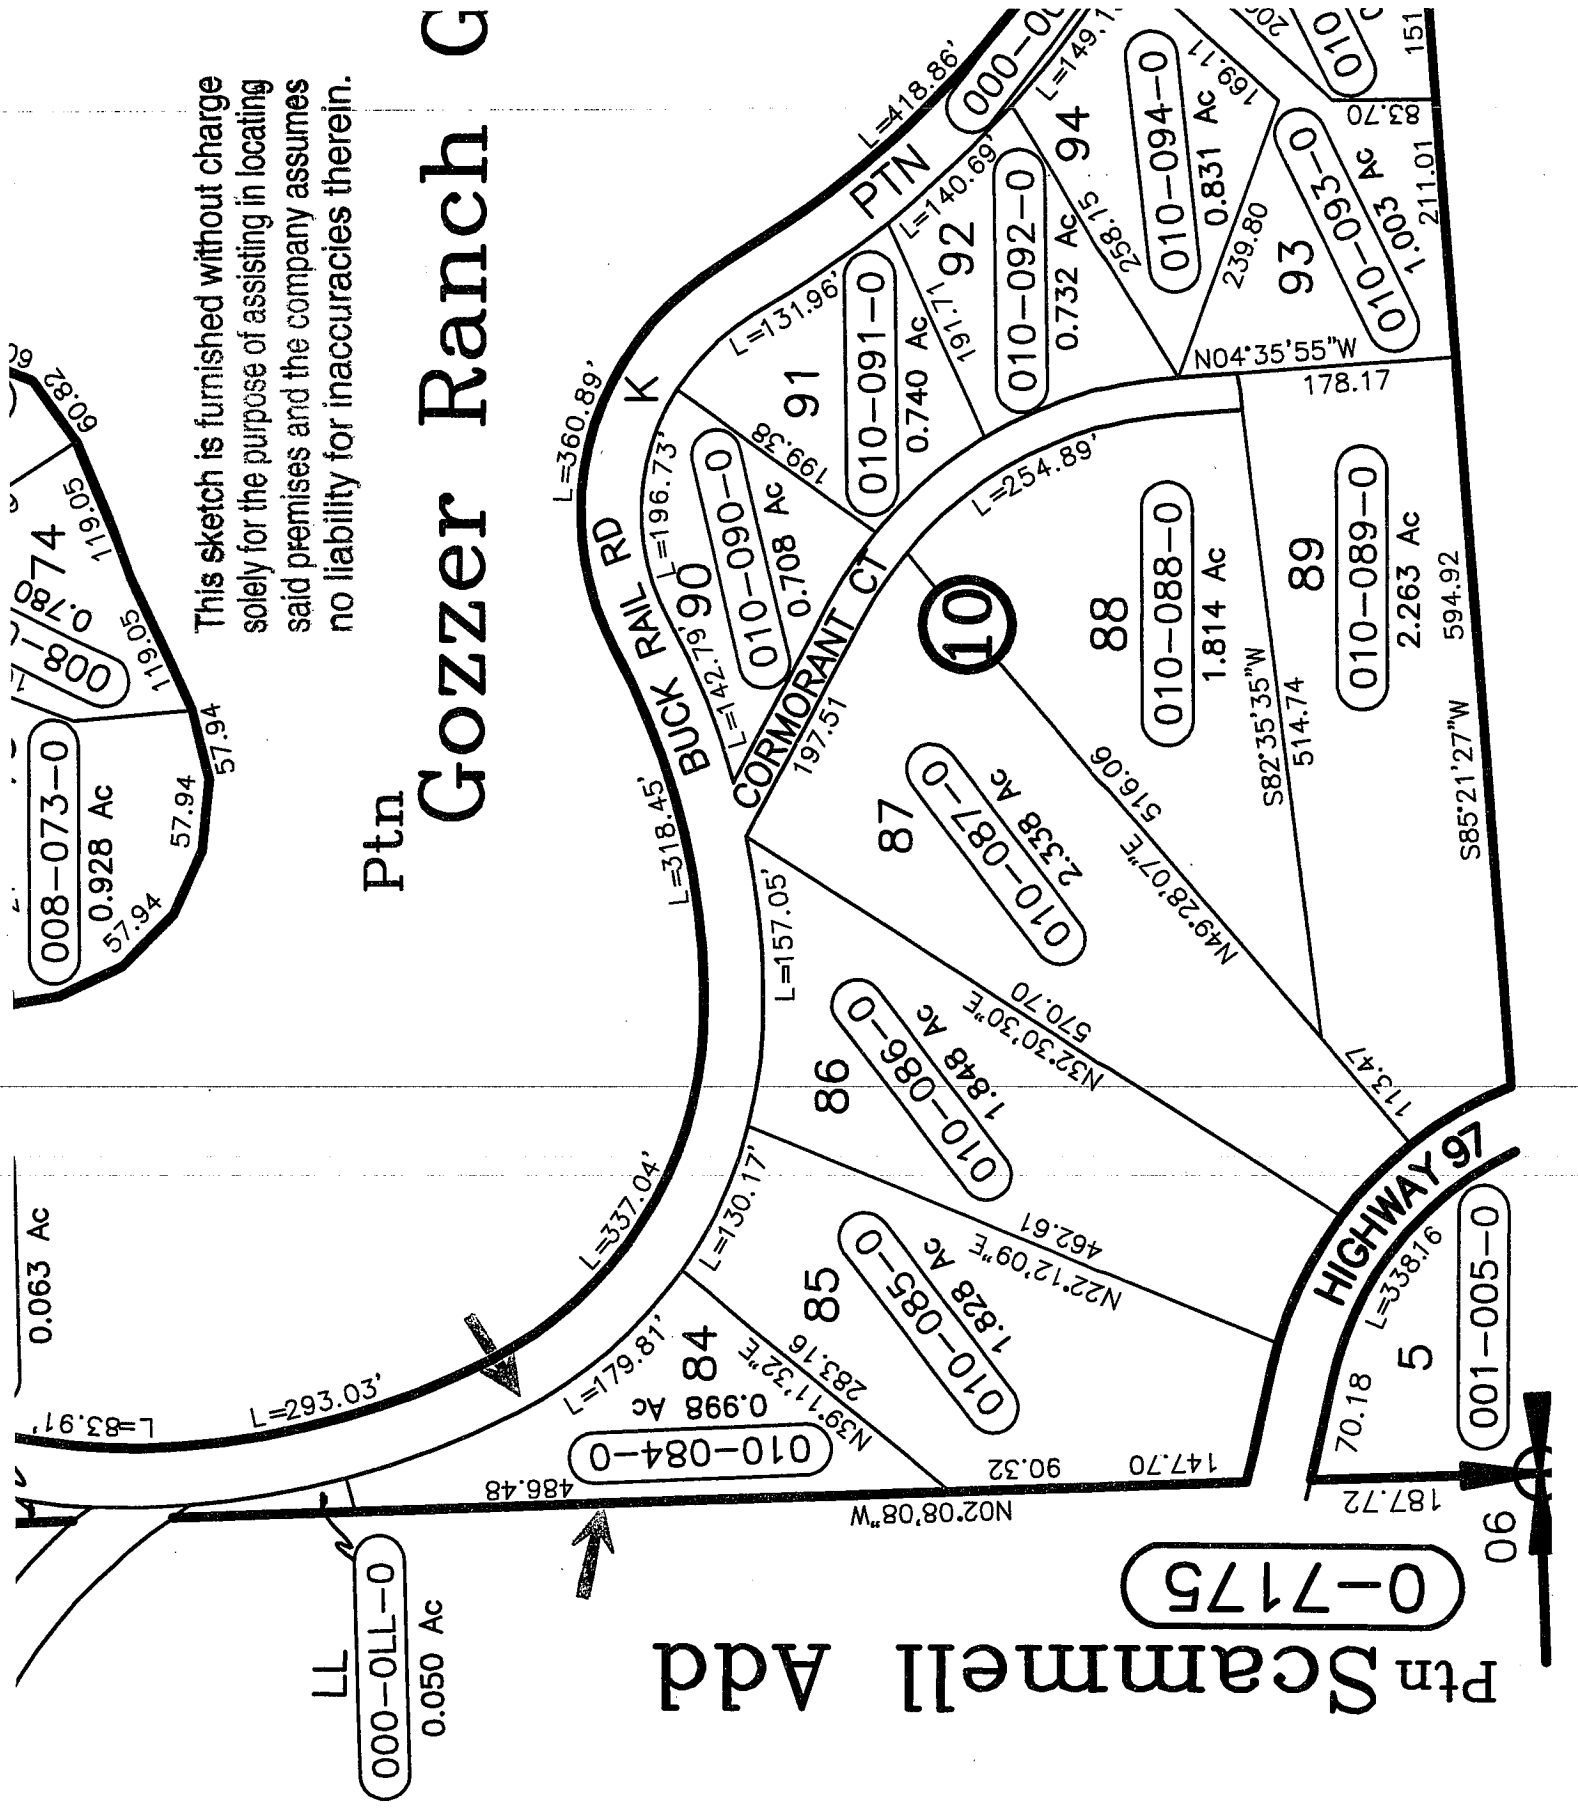 This sketch is furnished without charge
solely for the purpose of assisting in locating
said premises and the company assumes
no liability for inaccuracies therein.
Ptn
Gozzer Ranch G
008-073-0
0.928 Ac
57.94
57.94
57.94
119.05
119.05
60.82
74
0.780
0.063 Ac
L=83.91'
L=293.03'
L=337.04'
L=318.45'
L=360.89'
L=418.86'
BUCK RAIL RD
K
PTN
CORMORANT CT
L=179.81'
84
0.998 Ac
010-084-0
486.48
N39°11'32"E
283.16
L=130.17'
85
010-085-0
1.828 Ac
N22°12'09"E
462.61
L=157.05'
86
010-086-0
1.848 Ac
N32°30'30"E
570.70
197.51
87
010-087-0
2.338 Ac
N49°28'07"E
516.06
113.47
10
L=254.89'
88
010-088-0
1.814 Ac
S82°35'35"W
514.74
89
010-089-0
2.263 Ac
S85°21'27"W
594.92
L=142.79'
L=196.73'
90
010-090-0
0.708 Ac
199.38
L=131.96'
91
010-091-0
0.740 Ac
191.71
L=140.69'
92
010-092-0
0.732 Ac
258.15
94
010-094-0
0.831 Ac
169.11
239.80
93
010-093-0
1.003 Ac
211.01
83.70
151
N04°35'55"W
178.17
N02°08'08"W
90.32
147.70
HIGHWAY 97
L=338.16
70.18
5
001-005-0
187.72
06
LL
000-0LL-0
0.050 Ac
0-7175
Ptn Scammell Add